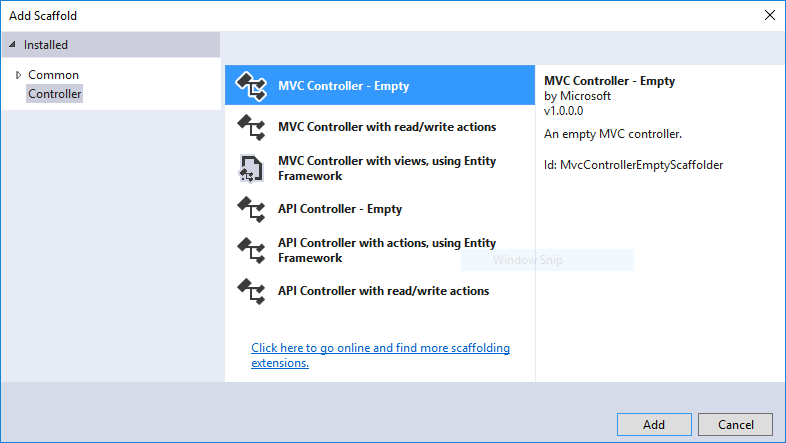 Add Scaffold
Installed
Common
Controller
MVC Controller - Empty
MVC Controller with read/write actions
MVC Controller with views, using Entity
Framework
API Controller - Empty
API Controller with actions, using Entity
Framework
API Controller with read/write actions
Click here to go online and find more scaffolding
extensions.
MVC Controller - Empty
by Microsoft
v1.0.0.0
An empty MVC controller.
Id: MvcControllerEmptyScaffolder
Window Snip
Add
Cancel